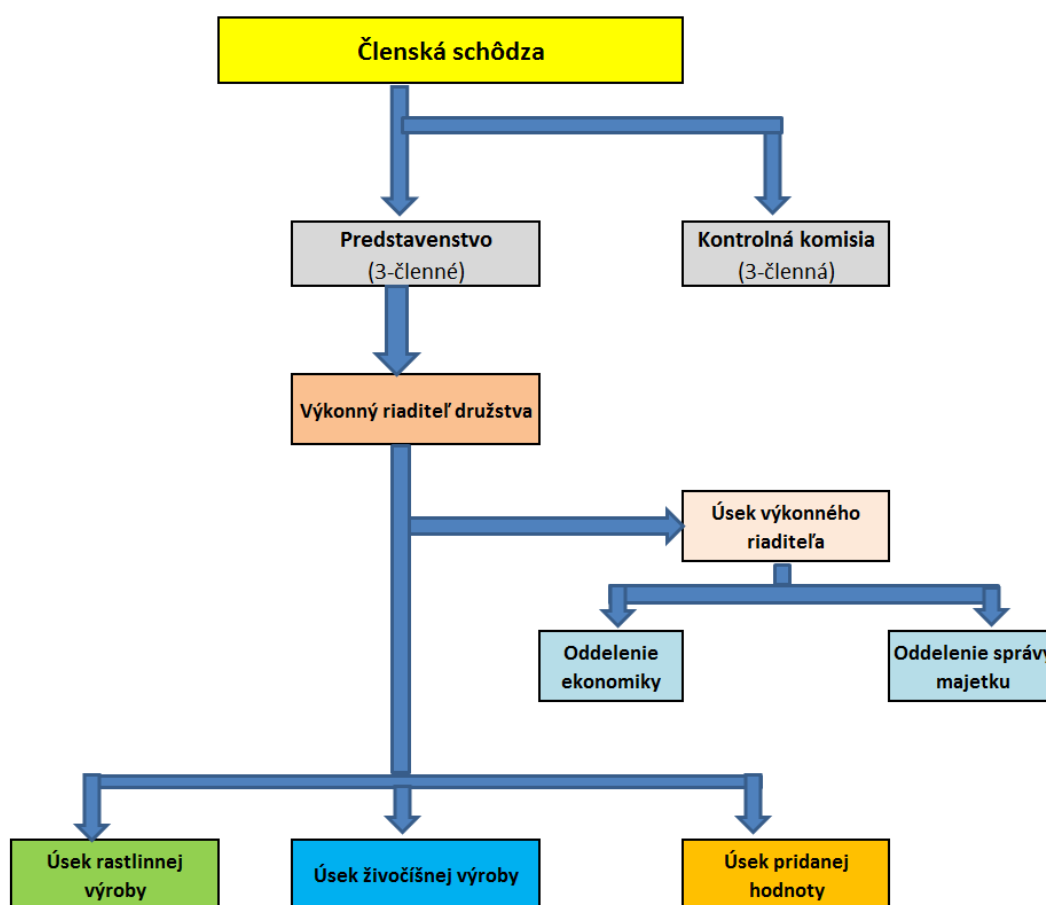 Členská schôdza
Predstavenstvo
(3-členné)
Kontrolná komisia
(3-členná)
Výkonný riaditeľ družstva
Úsek výkonného
riaditeľa
Oddelenie
ekonomiky
Oddelenie správy
majetku
Úsek rastlinnej
výroby
Úsek živočíšnej výroby
Úsek pridanej
hodnoty